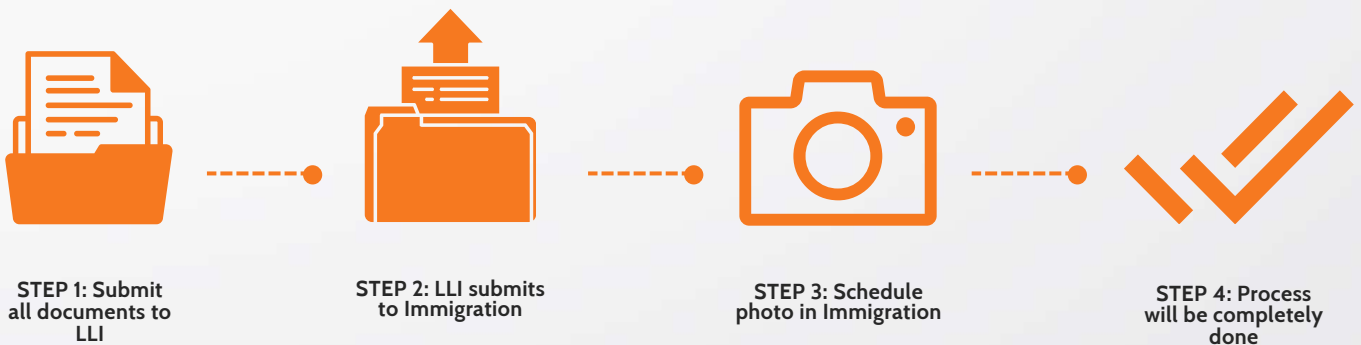 STEP 1: Submit
all documents to
LLI
STEP 2: LLI submits
to Immigration
STEP 3: Schedule
photo in Immigration
STEP 4: Process
will be completely
done